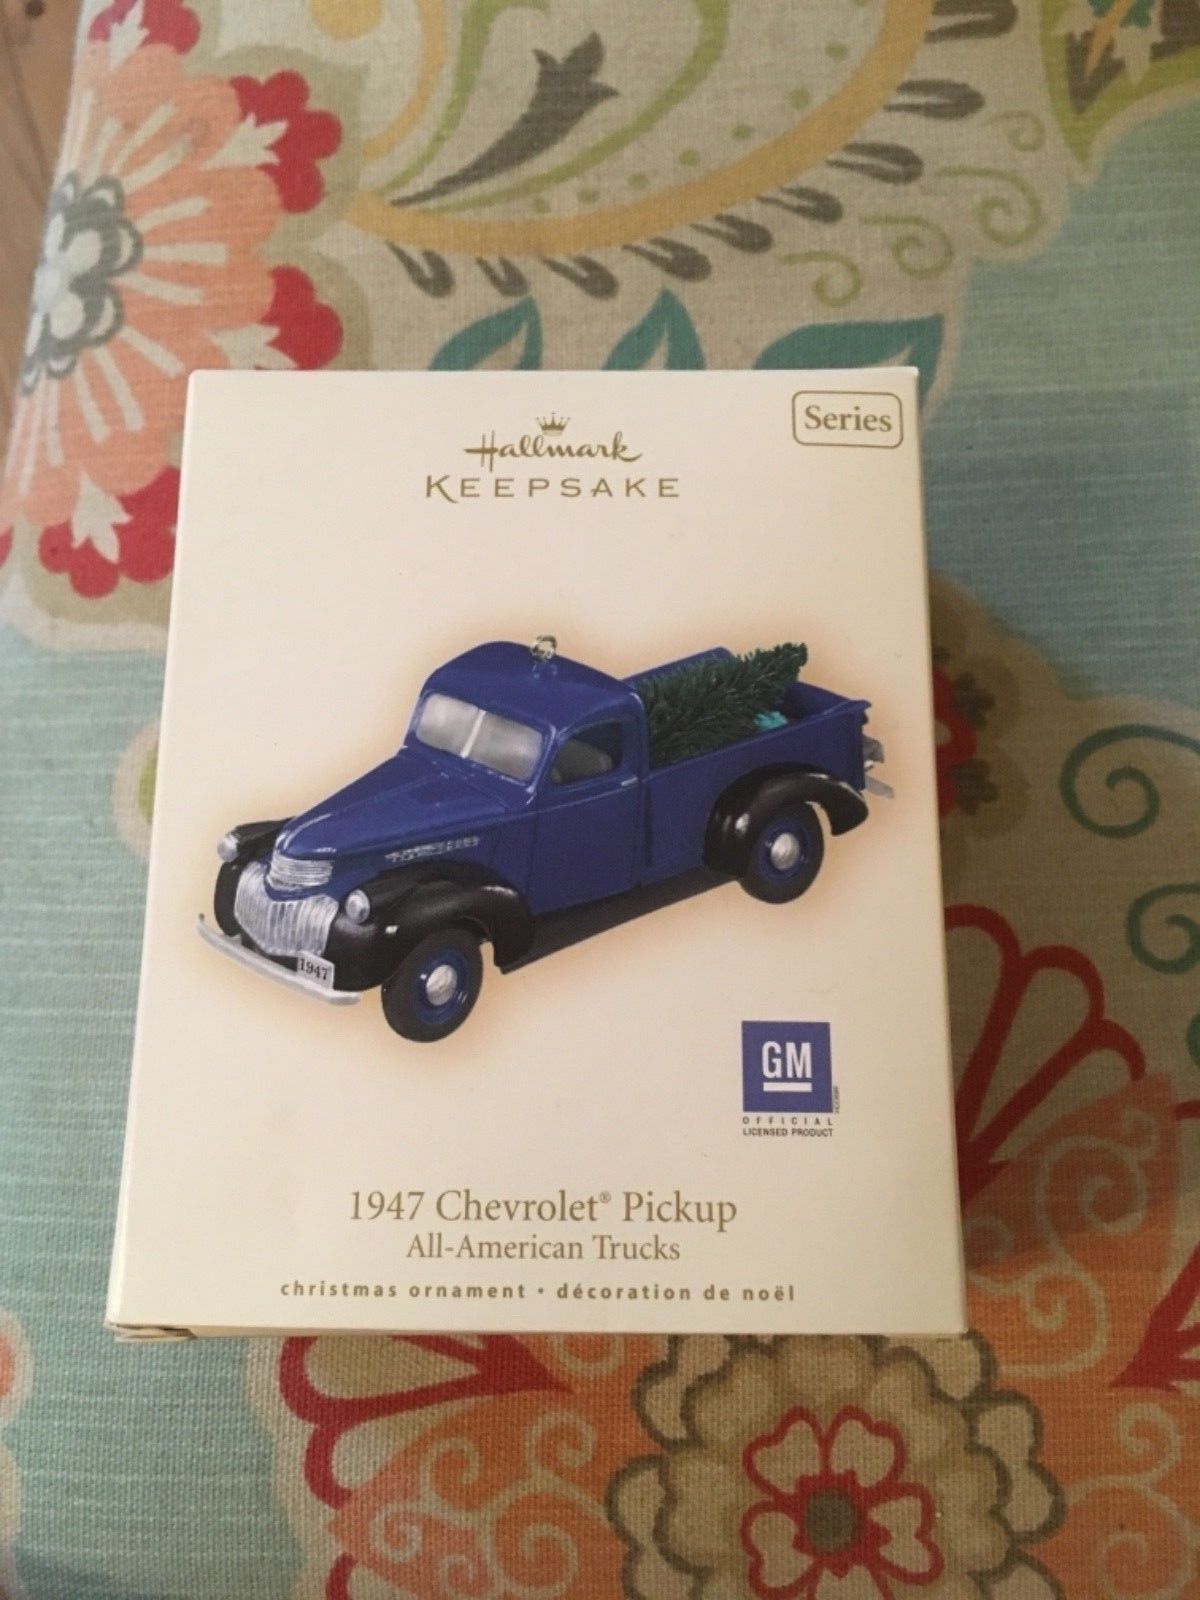 Series
Hallmark
KEEPSAKE
1947
GM
OFFICIAL
LICENSED PRODUCT
1947 Chevrolet® Pickup
All-American Trucks
christmas ornament • décoration de noël